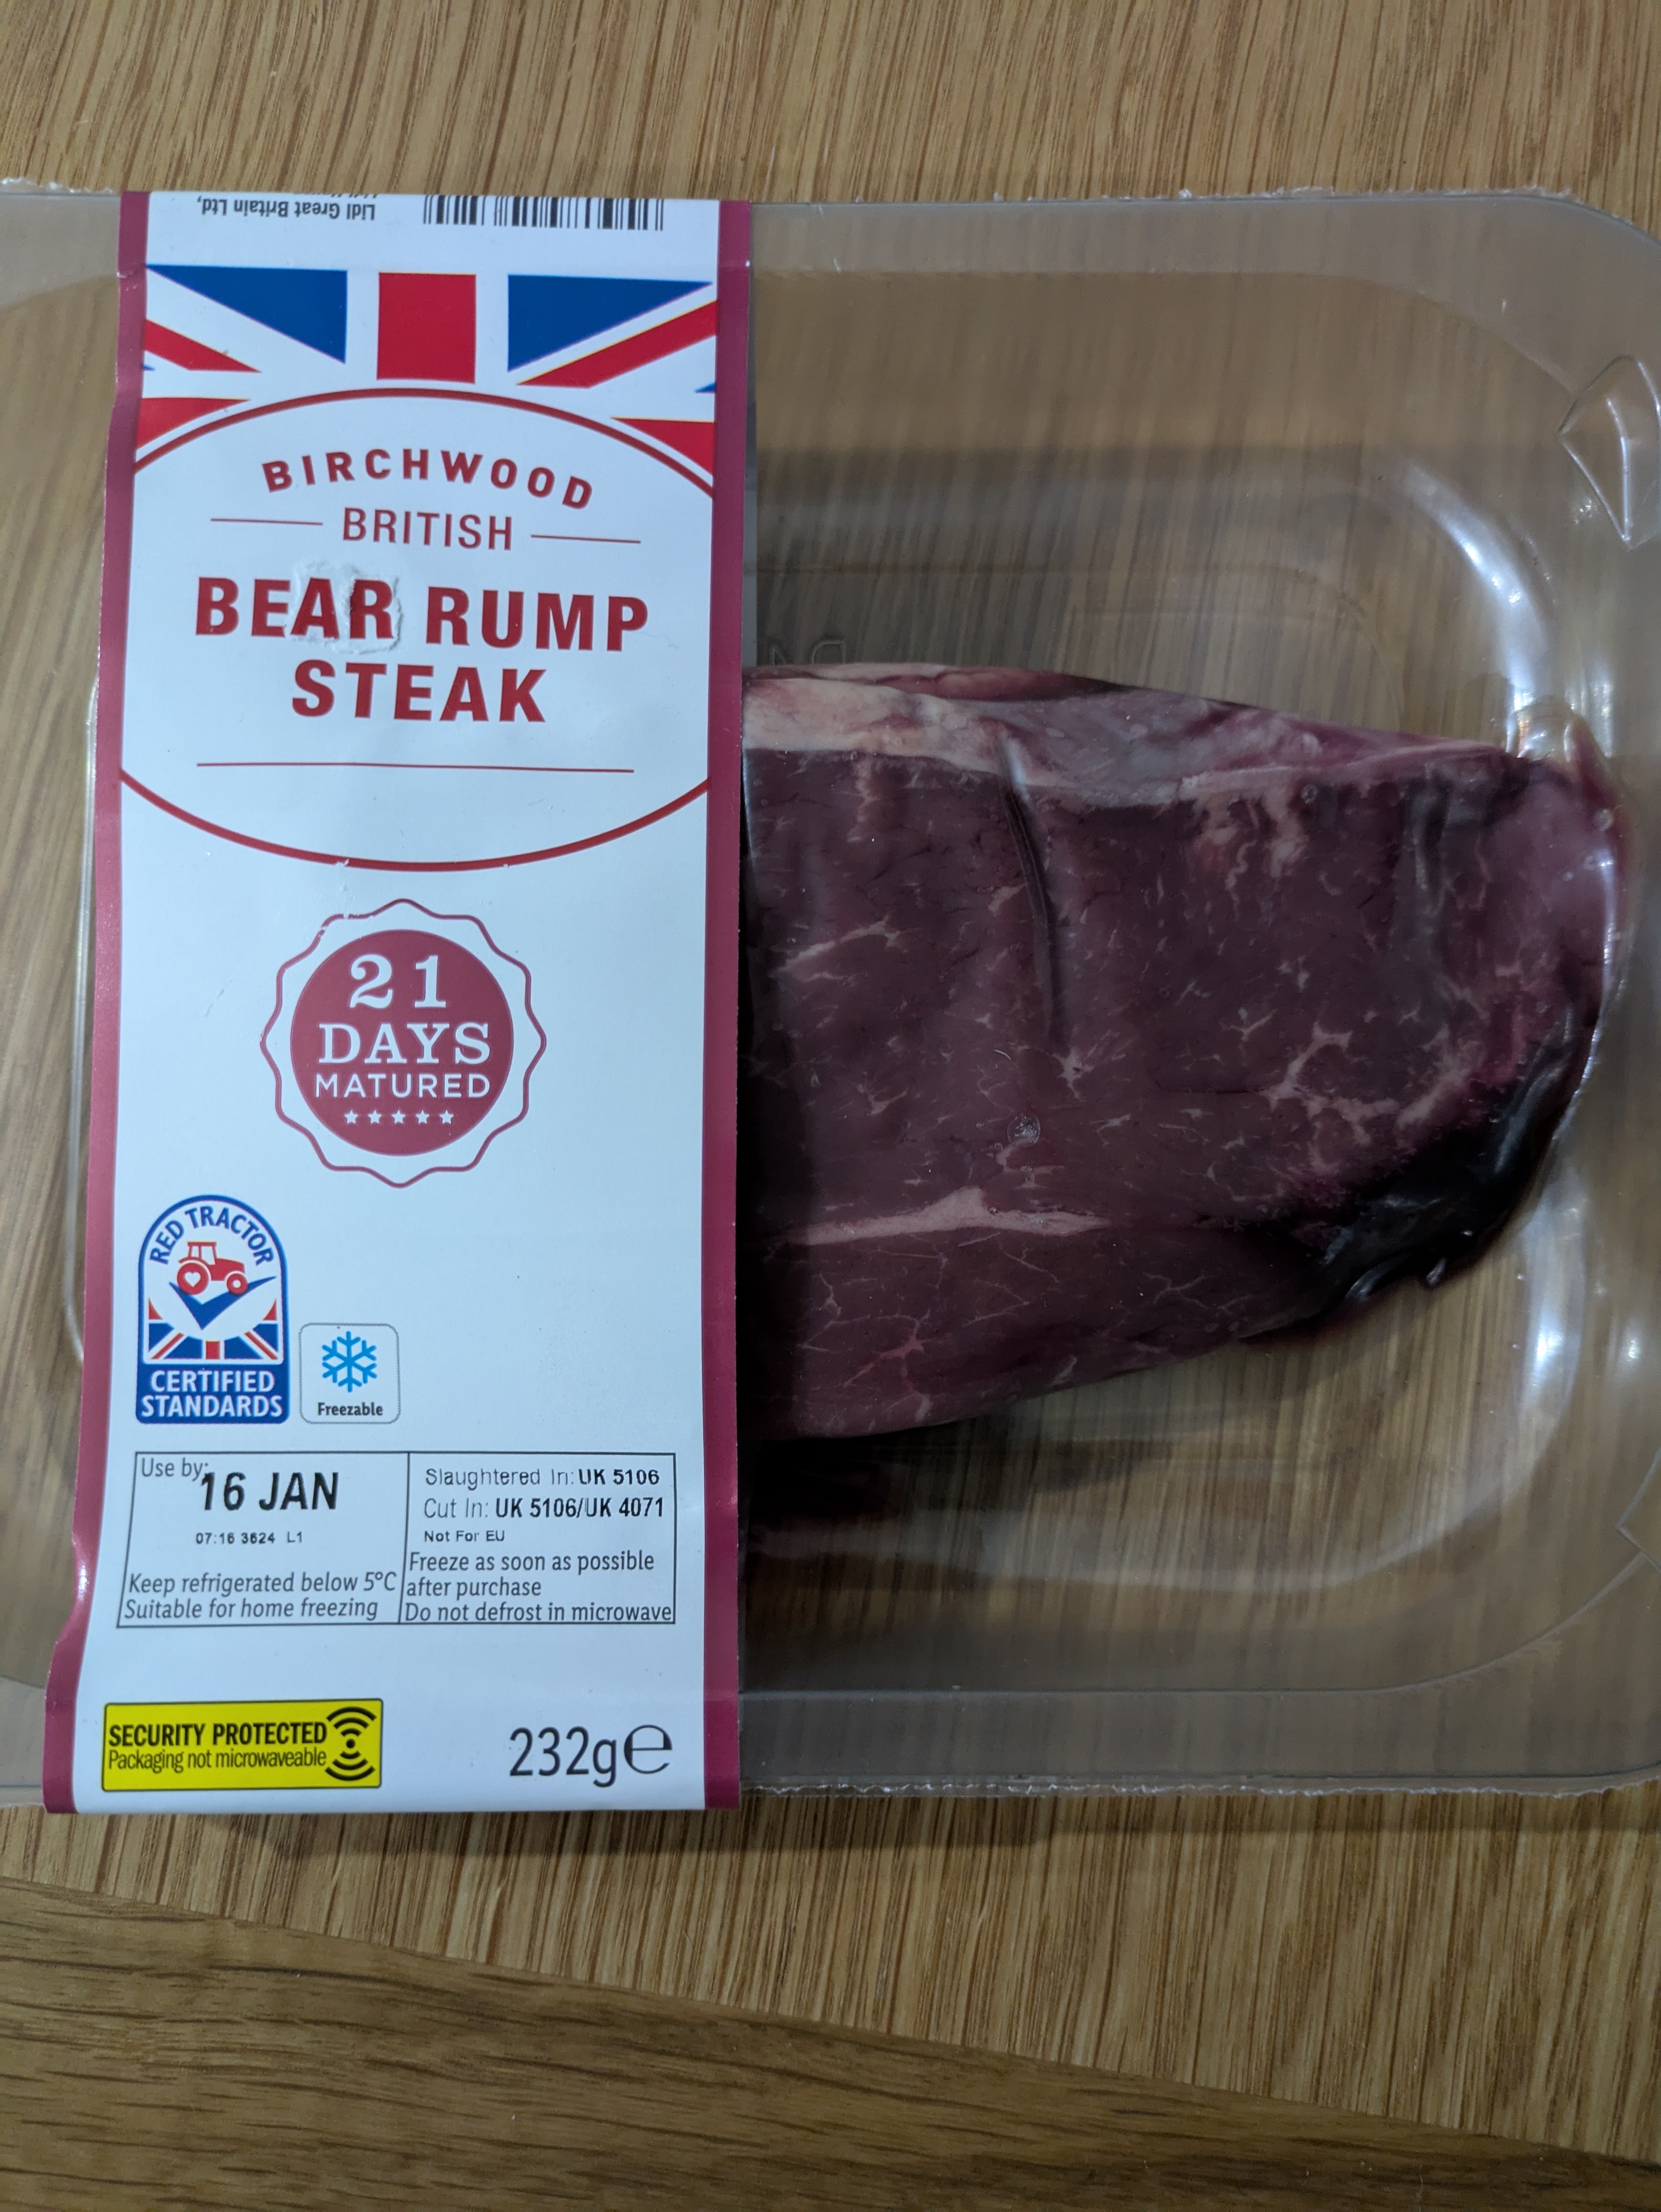 Lidl Great Britain Ltd,
BIRCHWOOD
BRITISH
BEAR RUMP
STEAK
21
DAYS
MATURED
RED TRACTOR
CERTIFIED
STANDARDS
Freezable
Use by:
16 JAN
07:16 3624 L1
Keep refrigerated below 5°C
Suitable for home freezing
Slaughtered In: UK 5106
Cut In: UK 5106/UK 4071
Not For EU
Freeze as soon as possible
after purchase
Do not defrost in microwave
SECURITY PROTECTED
Packaging not microwaveable
232g℮